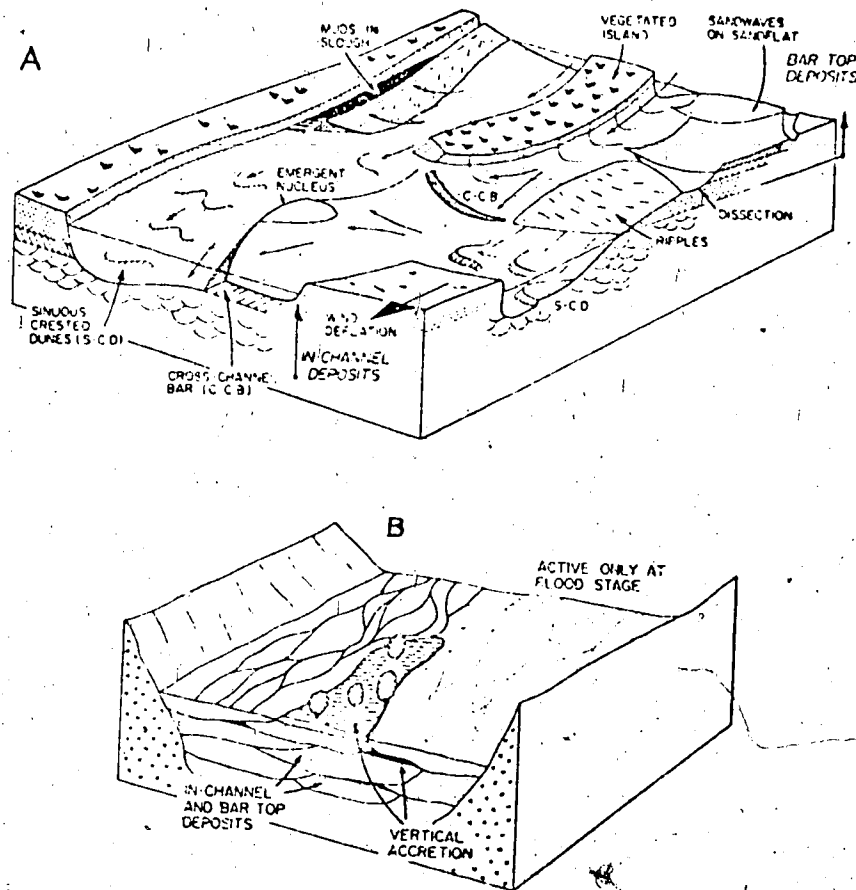 A
MUDS IN
SLOUGH
VEGETATED
ISLAND
SANDWAVES
ON SANDFLAT
BAR TOP
DEPOSITS
EMERGENT
NUCLEUS
C·C·B
DISSECTION
RIPPLES
S·C·D
SINUOUS
CRESTED
DUNES (S·C·D)
WIND
DEFLATION
IN-CHANNEL
DEPOSITS
CROSS-CHANNEL
BAR (C·C·B)
B
ACTIVE ONLY AT
FLOOD STAGE
IN-CHANNEL
AND BAR TOP
DEPOSITS
VERTICAL
ACCRETION